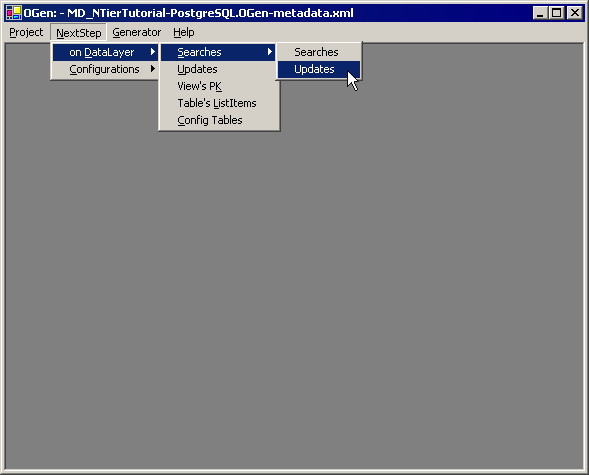 OGen: - MD_NTierTutorial-PostgreSQL.OGen-metadata.xml
Project NextStep Generator Help
on DataLayer Searches Searches
Configurations Updates Updates
View's PK
Table's ListItems
Config Tables